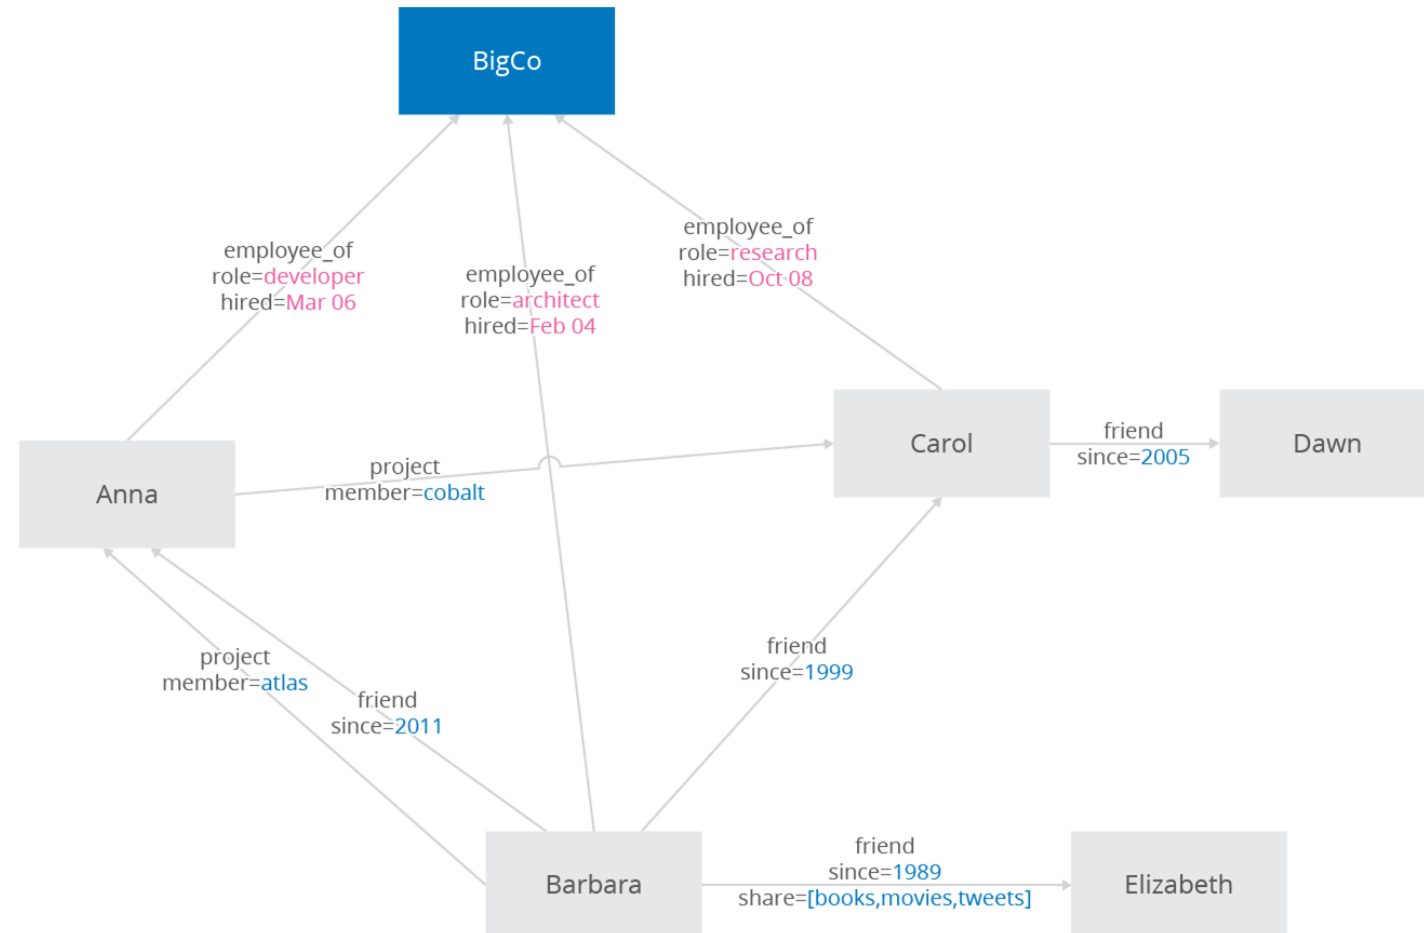 BigCo
employee_of
role=research
hired=Oct 08
employee_of
role=developer
hired=Mar 06
employee_of
role=architect
hired=Feb 04
Carol
friend
since=2005
Dawn
Anna
project
member=cobalt
project
member=atlas
friend
since=2011
friend
since=1999
Barbara
friend
since=1989
share=[books,movies,tweets]
Elizabeth